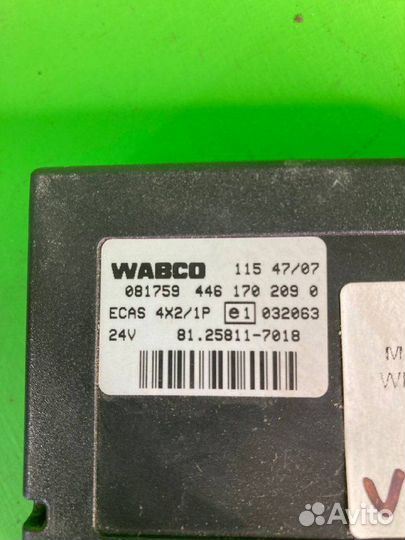 WABCO 115 47/07
081759 446 170 209 0
ECAS 4X2/1P e1 032063
24V 81.25811-7018
M
V
Avito